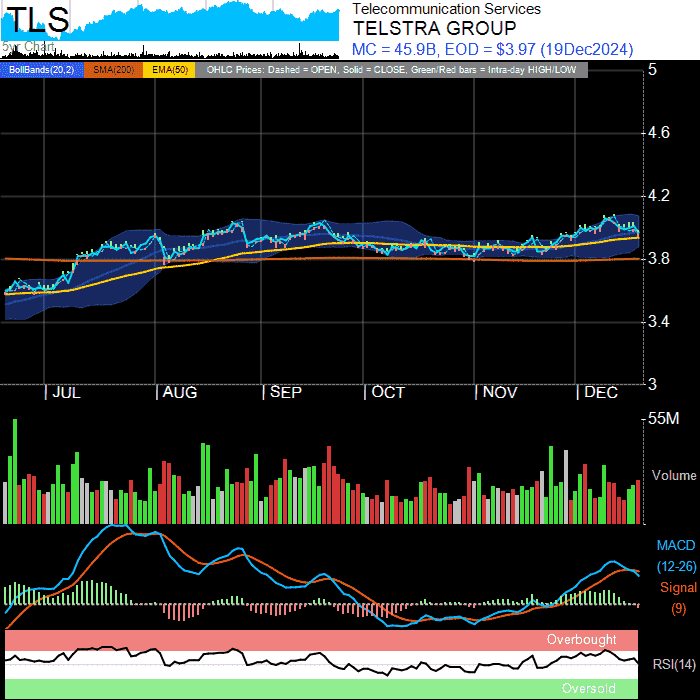 TLS
5yr Chart
Telecommunication Services
TELSTRA GROUP
MC = 45.9B, EOD = $3.97 (19Dec2024)
BollBands(20,2) SMA(200) EMA(50) OHLC Prices: Dashed = OPEN, Solid = CLOSE, Green/Red bars = Intra-day HIGH/LOW
5
4.6
4.2
3.8
3.4
3
JUL AUG SEP OCT NOV DEC
55M
Volume
MACD
(12-26)
Signal
(9)
Overbought
RSI(14)
Oversold